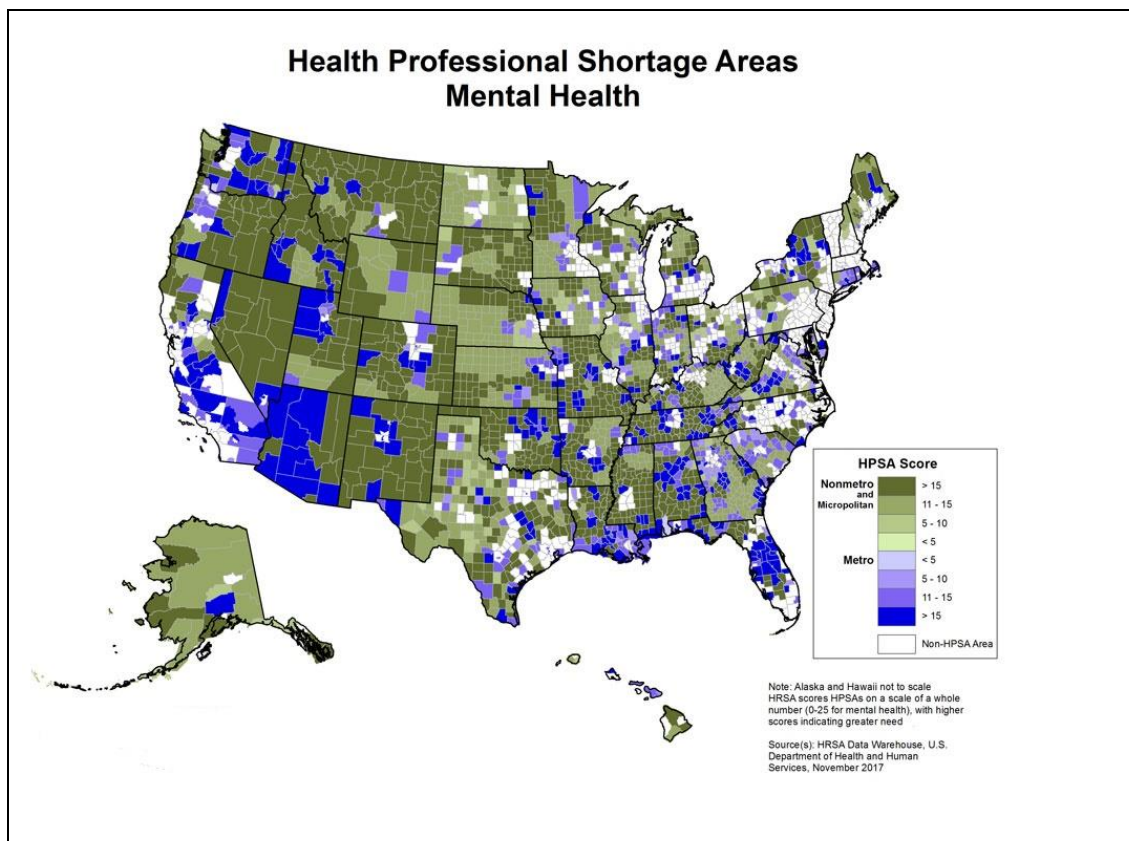 Health Professional Shortage Areas
Mental Health
HPSA Score
Nonmetro
and
Micropolitan
> 15
11 - 15
5 - 10
< 5
Metro
< 5
5 - 10
11 - 15
> 15
Non-HPSA Area
Note: Alaska and Hawaii not to scale
HRSA scores HPSAs on a scale of a whole
number (0-25 for mental health), with higher
scores indicating greater need
Source(s): HRSA Data Warehouse, U.S.
Department of Health and Human
Services, November 2017